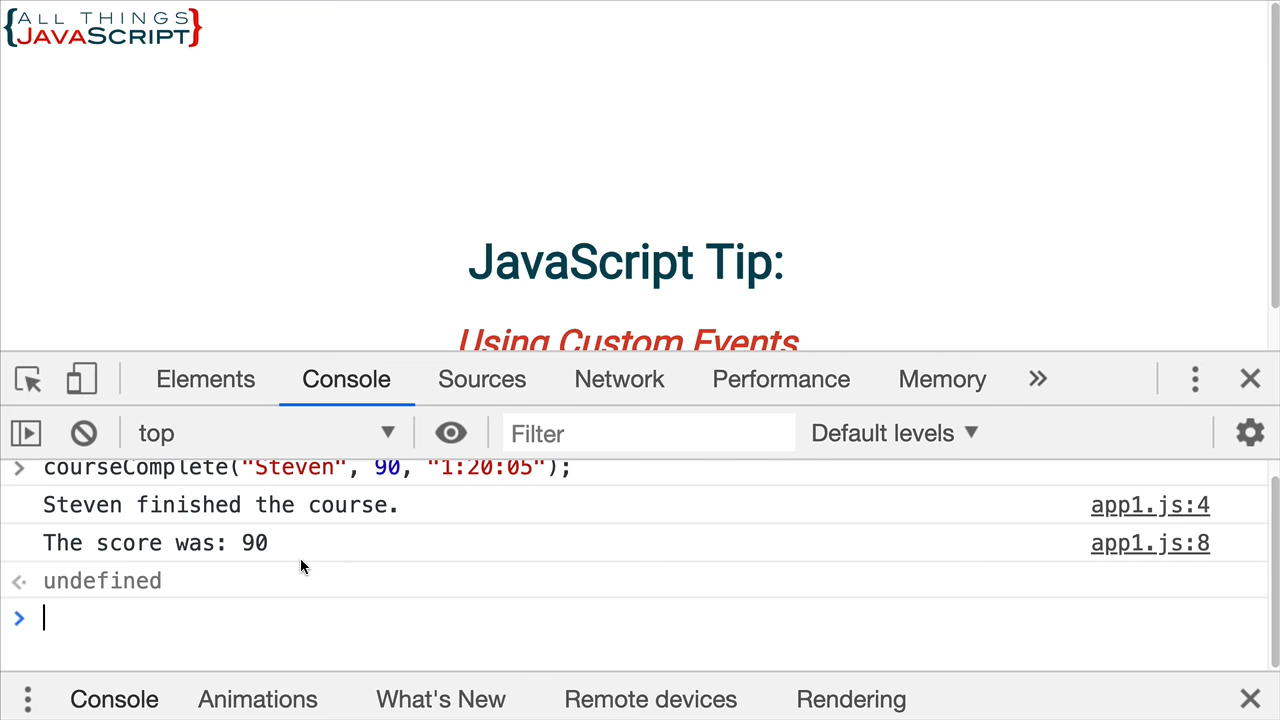 {ALL THINGS
JAVASCRIPT}
JavaScript Tip:
Using Custom Events
Elements Console Sources Network Performance Memory »
top ▼ Filter Default levels ▼
> courseComplete("Steven", 90, "1:20:05");
Steven finished the course. app1.js:4
The score was: 90 app1.js:8
undefined
>
Console Animations What's New Remote devices Rendering